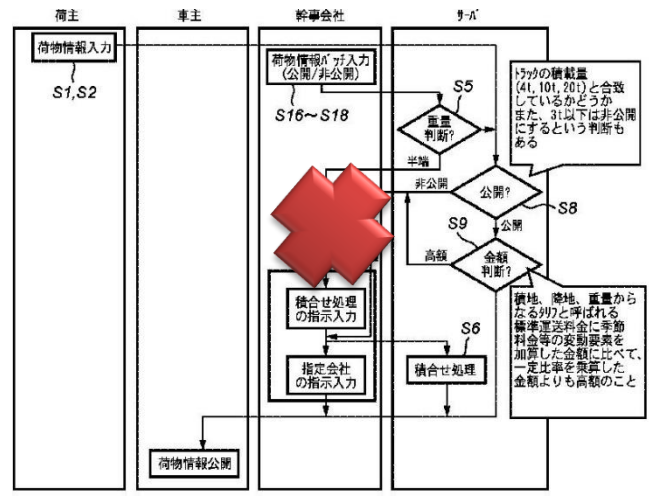 荷主
車主
幹事会社
サーバ
荷物情報入力
S1,S2
荷物情報バッチ入力
(公開/非公開)
S16～S18
S5
重量
判断?
半端
トラックの積載量
(4t,10t,20t)と合致
しているかどうか
また、3t以下は非公開
にするという判断も
ある
非公開
公開?
S8
公開
S9
高額
金額
判断?
積地、降地、重量から
なるタリフと呼ばれる
標準運送料金に季節
料金等の変動要素を
加算した金額に比べて、
一定比率を乗算した
金額よりも高額のこと
積合せ処理
の指示入力
S6
指定会社
の指示入力
積合せ処理
荷物情報公開